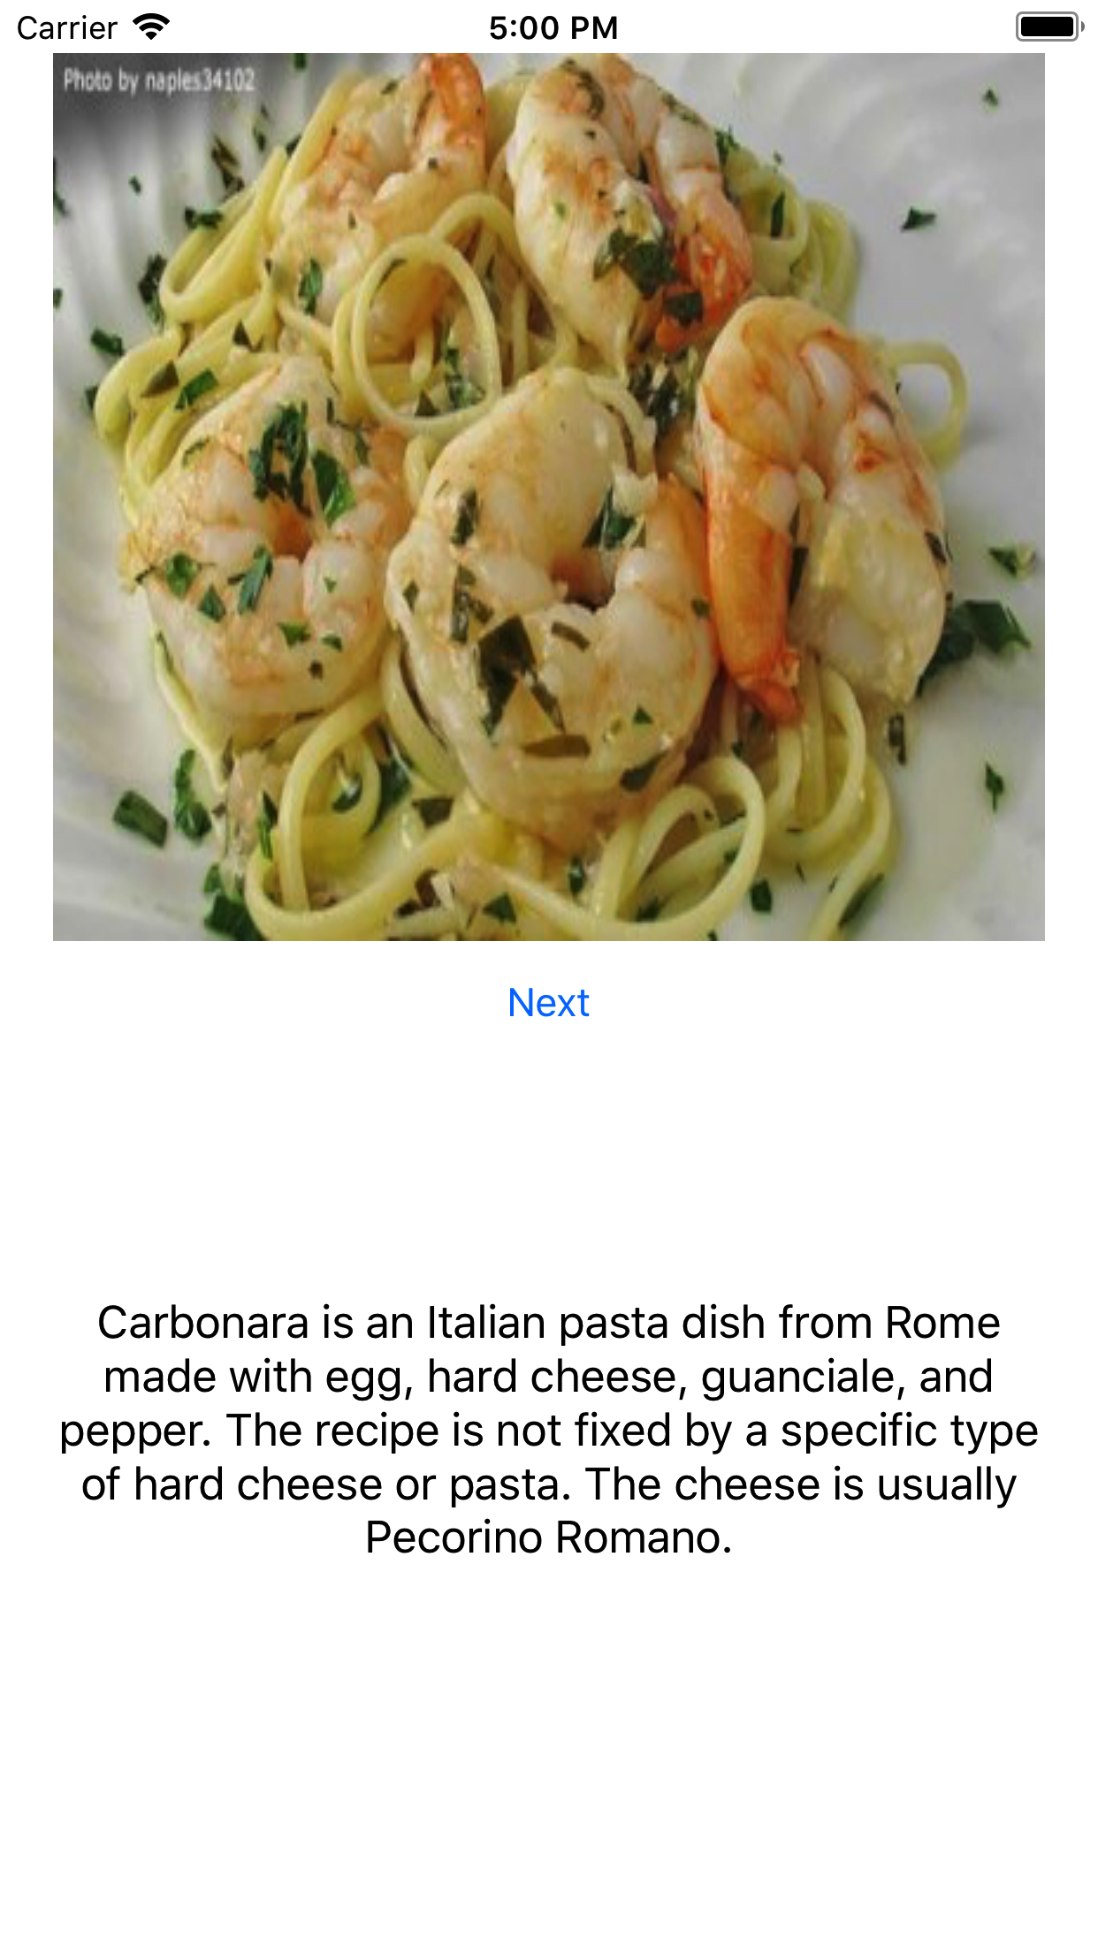 Carrier 5:00 PM
Photo by naples34102
Next
Carbonara is an Italian pasta dish from Rome
made with egg, hard cheese, guanciale, and
pepper. The recipe is not fixed by a specific type
of hard cheese or pasta. The cheese is usually
Pecorino Romano.